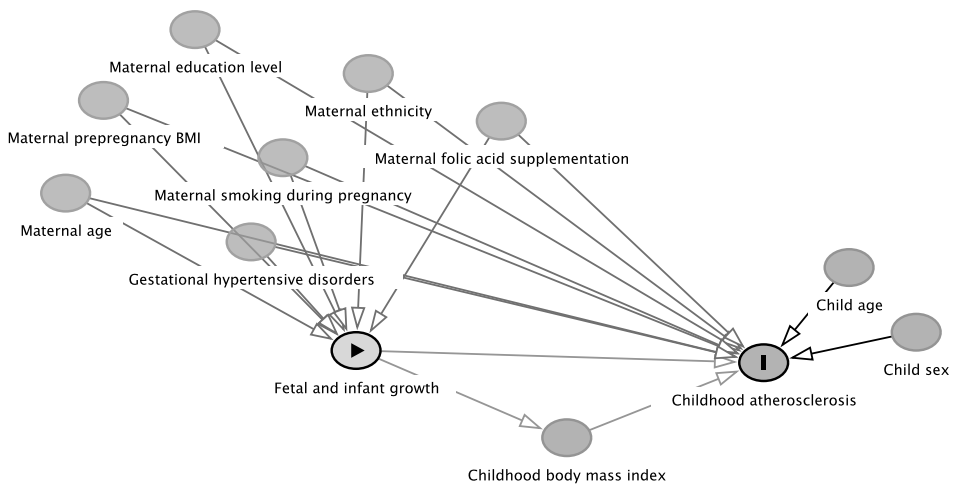 Maternal education level
Maternal ethnicity
Maternal prepregnancy BMI
Maternal folic acid supplementation
Maternal smoking during pregnancy
Maternal age
Gestational hypertensive disorders
Child age
Child sex
Fetal and infant growth
Childhood atherosclerosis
Childhood body mass index